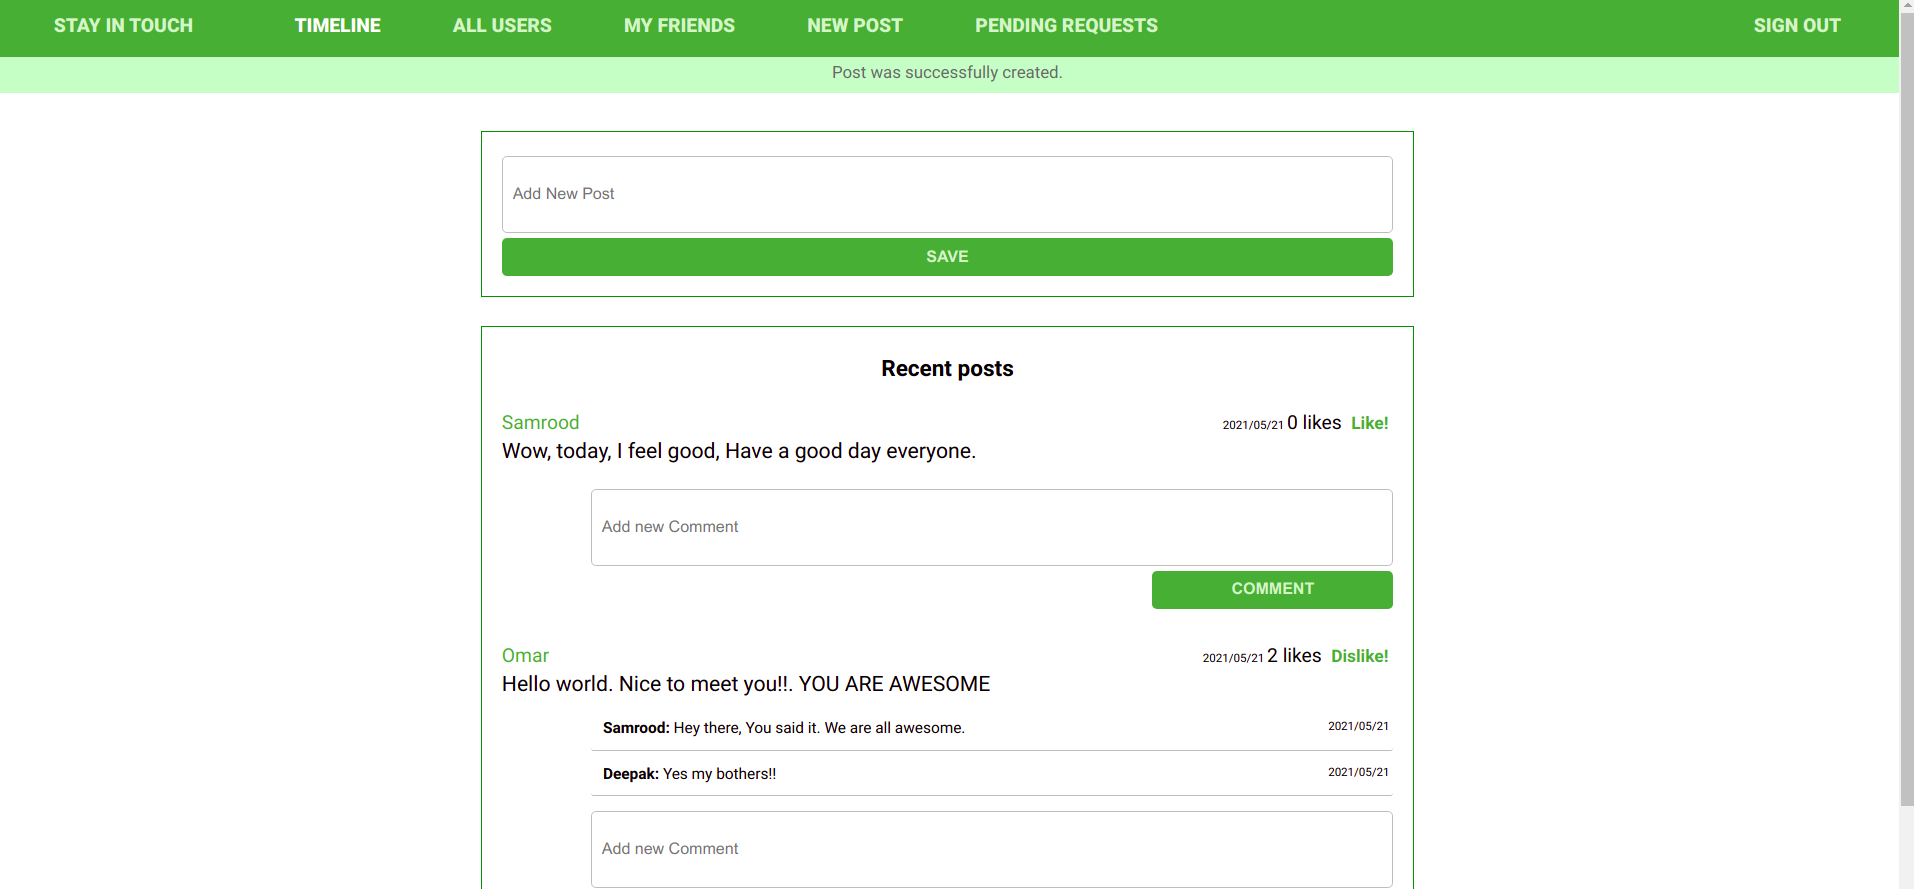 STAY IN TOUCH TIMELINE ALL USERS MY FRIENDS NEW POST PENDING REQUESTS SIGN OUT
Post was successfully created.
Add New Post
SAVE
Recent posts
Samrood 2021/05/21 0 likes Like!
Wow, today, I feel good, Have a good day everyone.
Add new Comment
COMMENT
Omar 2021/05/21 2 likes Dislike!
Hello world. Nice to meet you!!. YOU ARE AWESOME
Samrood: Hey there, You said it. We are all awesome. 2021/05/21
Deepak: Yes my bothers!! 2021/05/21
Add new Comment